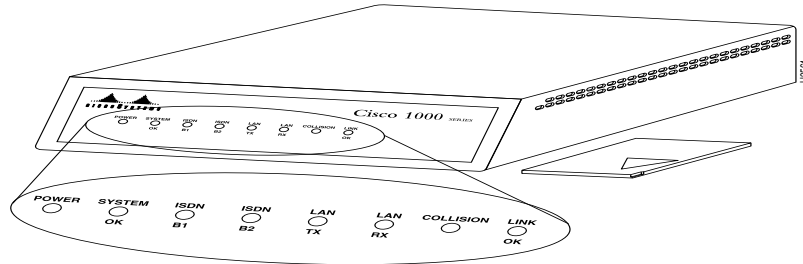 Cisco 1000 SERIES
POWER SYSTEM OK ISDN B1 ISDN B2 LAN TX LAN RX COLLISION LINK OK
POWER SYSTEM OK ISDN B1 ISDN B2 LAN TX LAN RX COLLISION LINK OK